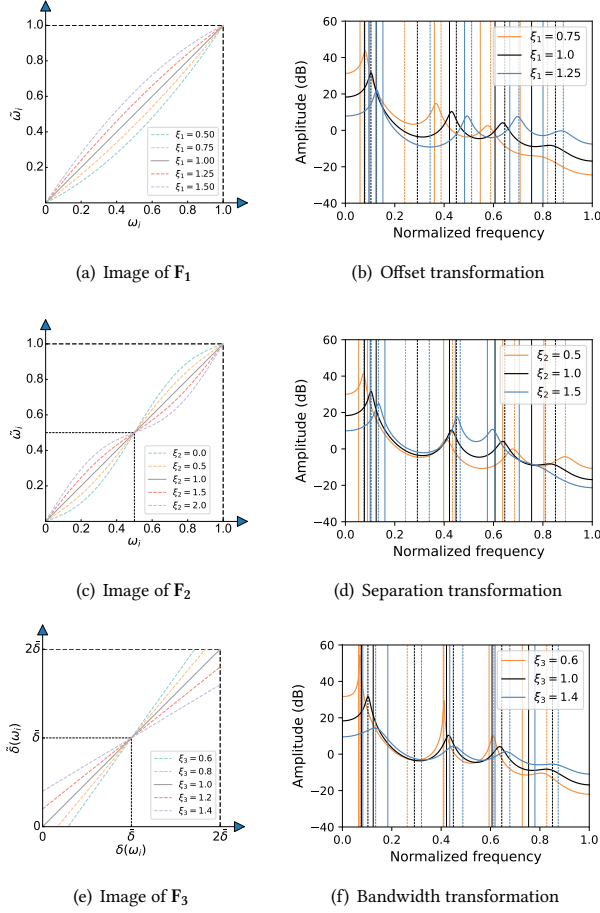 1.0
0.8
0.6
0.4
0.2
ω̃ᵢ
0.0 0.2 0.4 0.6 0.8 1.0
ωᵢ
ξ₁ = 0.50
ξ₁ = 0.75
ξ₁ = 1.00
ξ₁ = 1.25
ξ₁ = 1.50
(a) Image of F₁
60
40
20
0
−20
−40
Amplitude (dB)
0.0 0.2 0.4 0.6 0.8 1.0
Normalized frequency
ξ₁ = 0.75
ξ₁ = 1.0
ξ₁ = 1.25
(b) Offset transformation
1.0
0.8
0.6
0.4
0.2
ω̃ᵢ
0.0 0.2 0.4 0.6 0.8 1.0
ωᵢ
ξ₂ = 0.0
ξ₂ = 0.5
ξ₂ = 1.0
ξ₂ = 1.5
ξ₂ = 2.0
(c) Image of F₂
60
40
20
0
−20
−40
Amplitude (dB)
0.0 0.2 0.4 0.6 0.8 1.0
Normalized frequency
ξ₂ = 0.5
ξ₂ = 1.0
ξ₂ = 1.5
(d) Separation transformation
2δ̄
δ̄
0
δ̃(ωᵢ)
0 δ̄ 2δ̄
δ(ωᵢ)
ξ₃ = 0.6
ξ₃ = 0.8
ξ₃ = 1.0
ξ₃ = 1.2
ξ₃ = 1.4
(e) Image of F₃
60
40
20
0
−20
−40
Amplitude (dB)
0.0 0.2 0.4 0.6 0.8 1.0
Normalized frequency
ξ₃ = 0.6
ξ₃ = 1.0
ξ₃ = 1.4
(f) Bandwidth transformation